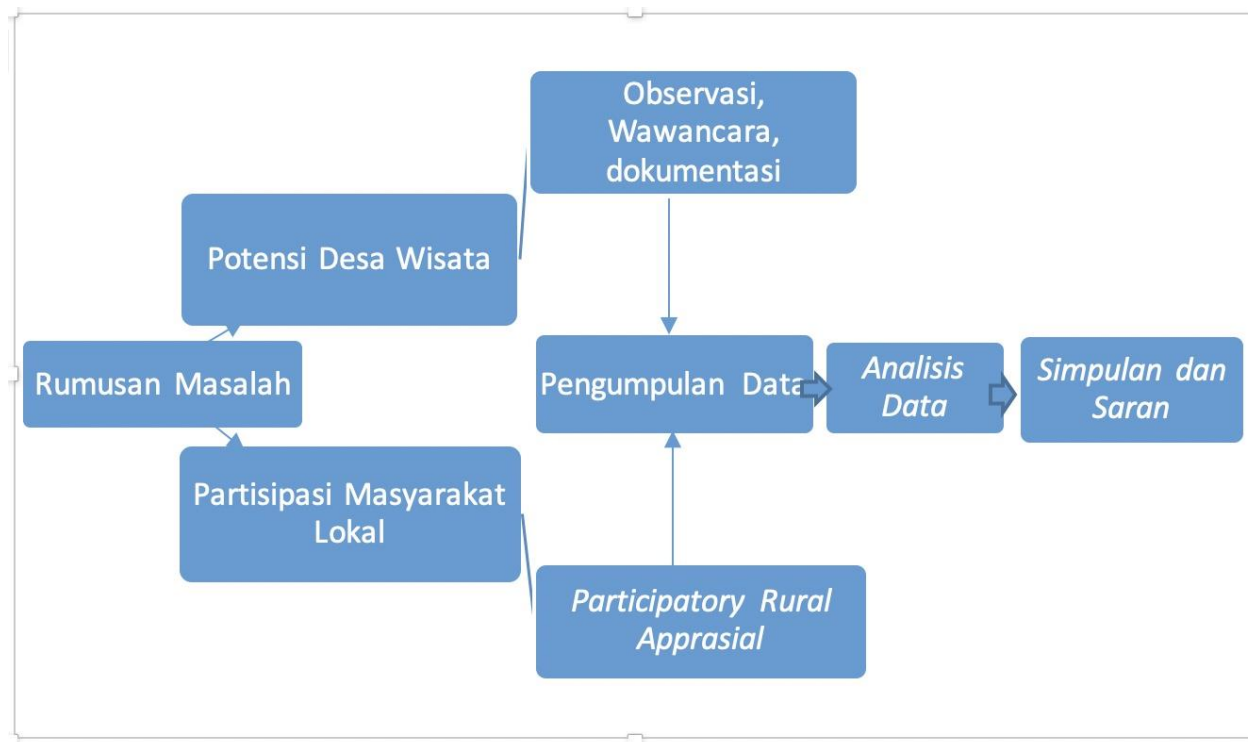 Observasi,
Wawancara,
dokumentasi
Potensi Desa Wisata
Rumusan Masalah
Pengumpulan Data
Analisis
Data
Simpulan dan
Saran
Partisipasi Masyarakat
Lokal
Participatory Rural
Apprasial